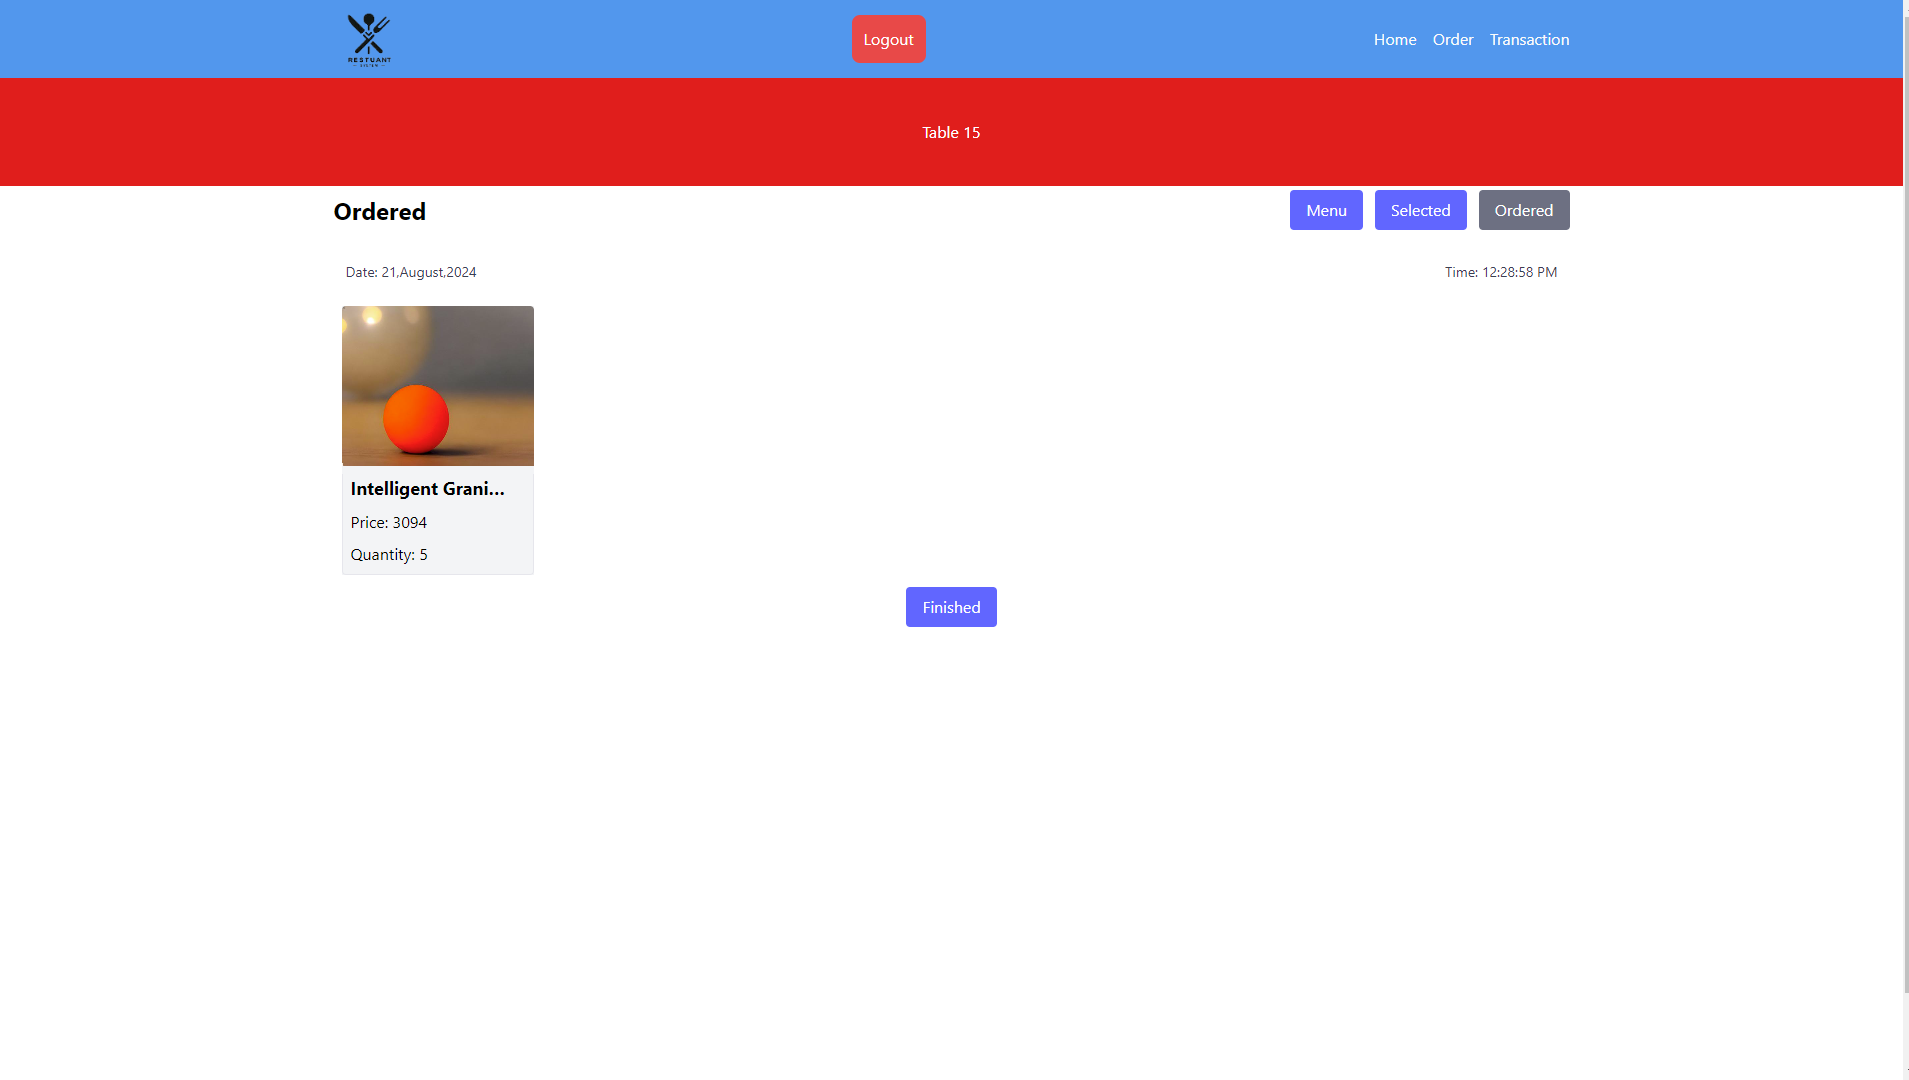 RESTUANT
Logout
Home Order Transaction
Table 15
Ordered
Menu Selected Ordered
Date: 21,August,2024
Time: 12:28:58 PM
Intelligent Grani...
Price: 3094
Quantity: 5
Finished